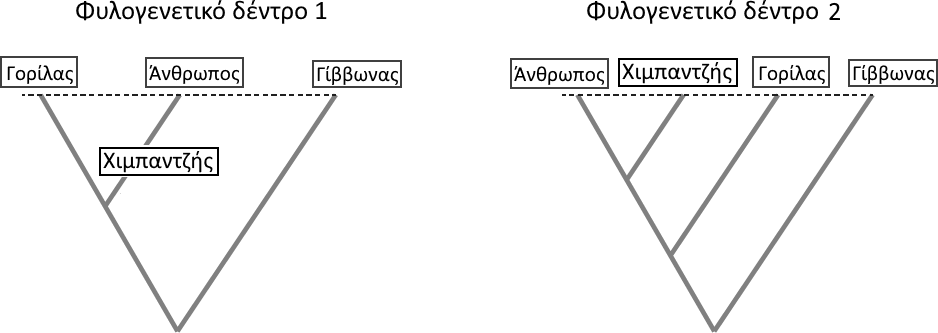 Φυλογενετικό δέντρο 1
Γορίλας
Άνθρωπος
Γίββωνας
Χιμπαντζής
Φυλογενετικό δέντρο 2
Άνθρωπος
Χιμπαντζής
Γορίλας
Γίββωνας